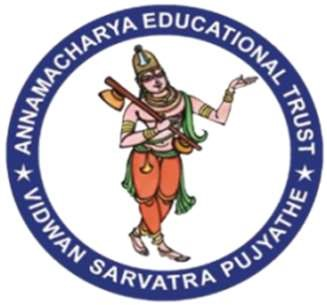 ANNAMACHARYA EDUCATIONAL TRUST
VIDWAN SARVATRA PUJYATHE